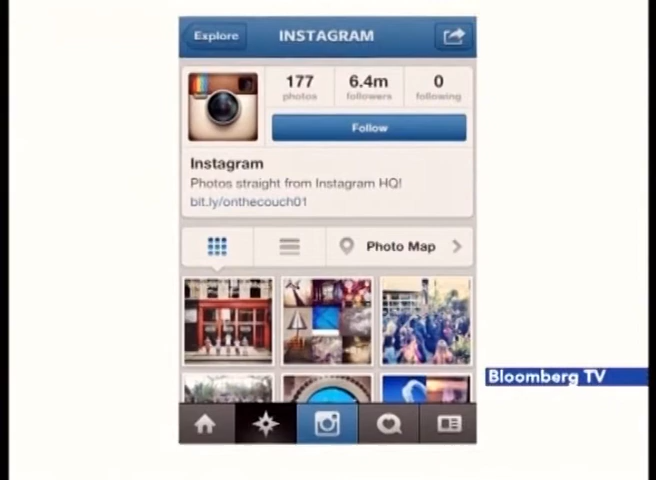 Explore
INSTAGRAM
177
6.4m
0
photos
followers
following
Follow
Instagram
Photos straight from Instagram HQ!
bit.ly/onthecouch01
Photo Map
Bloomberg TV